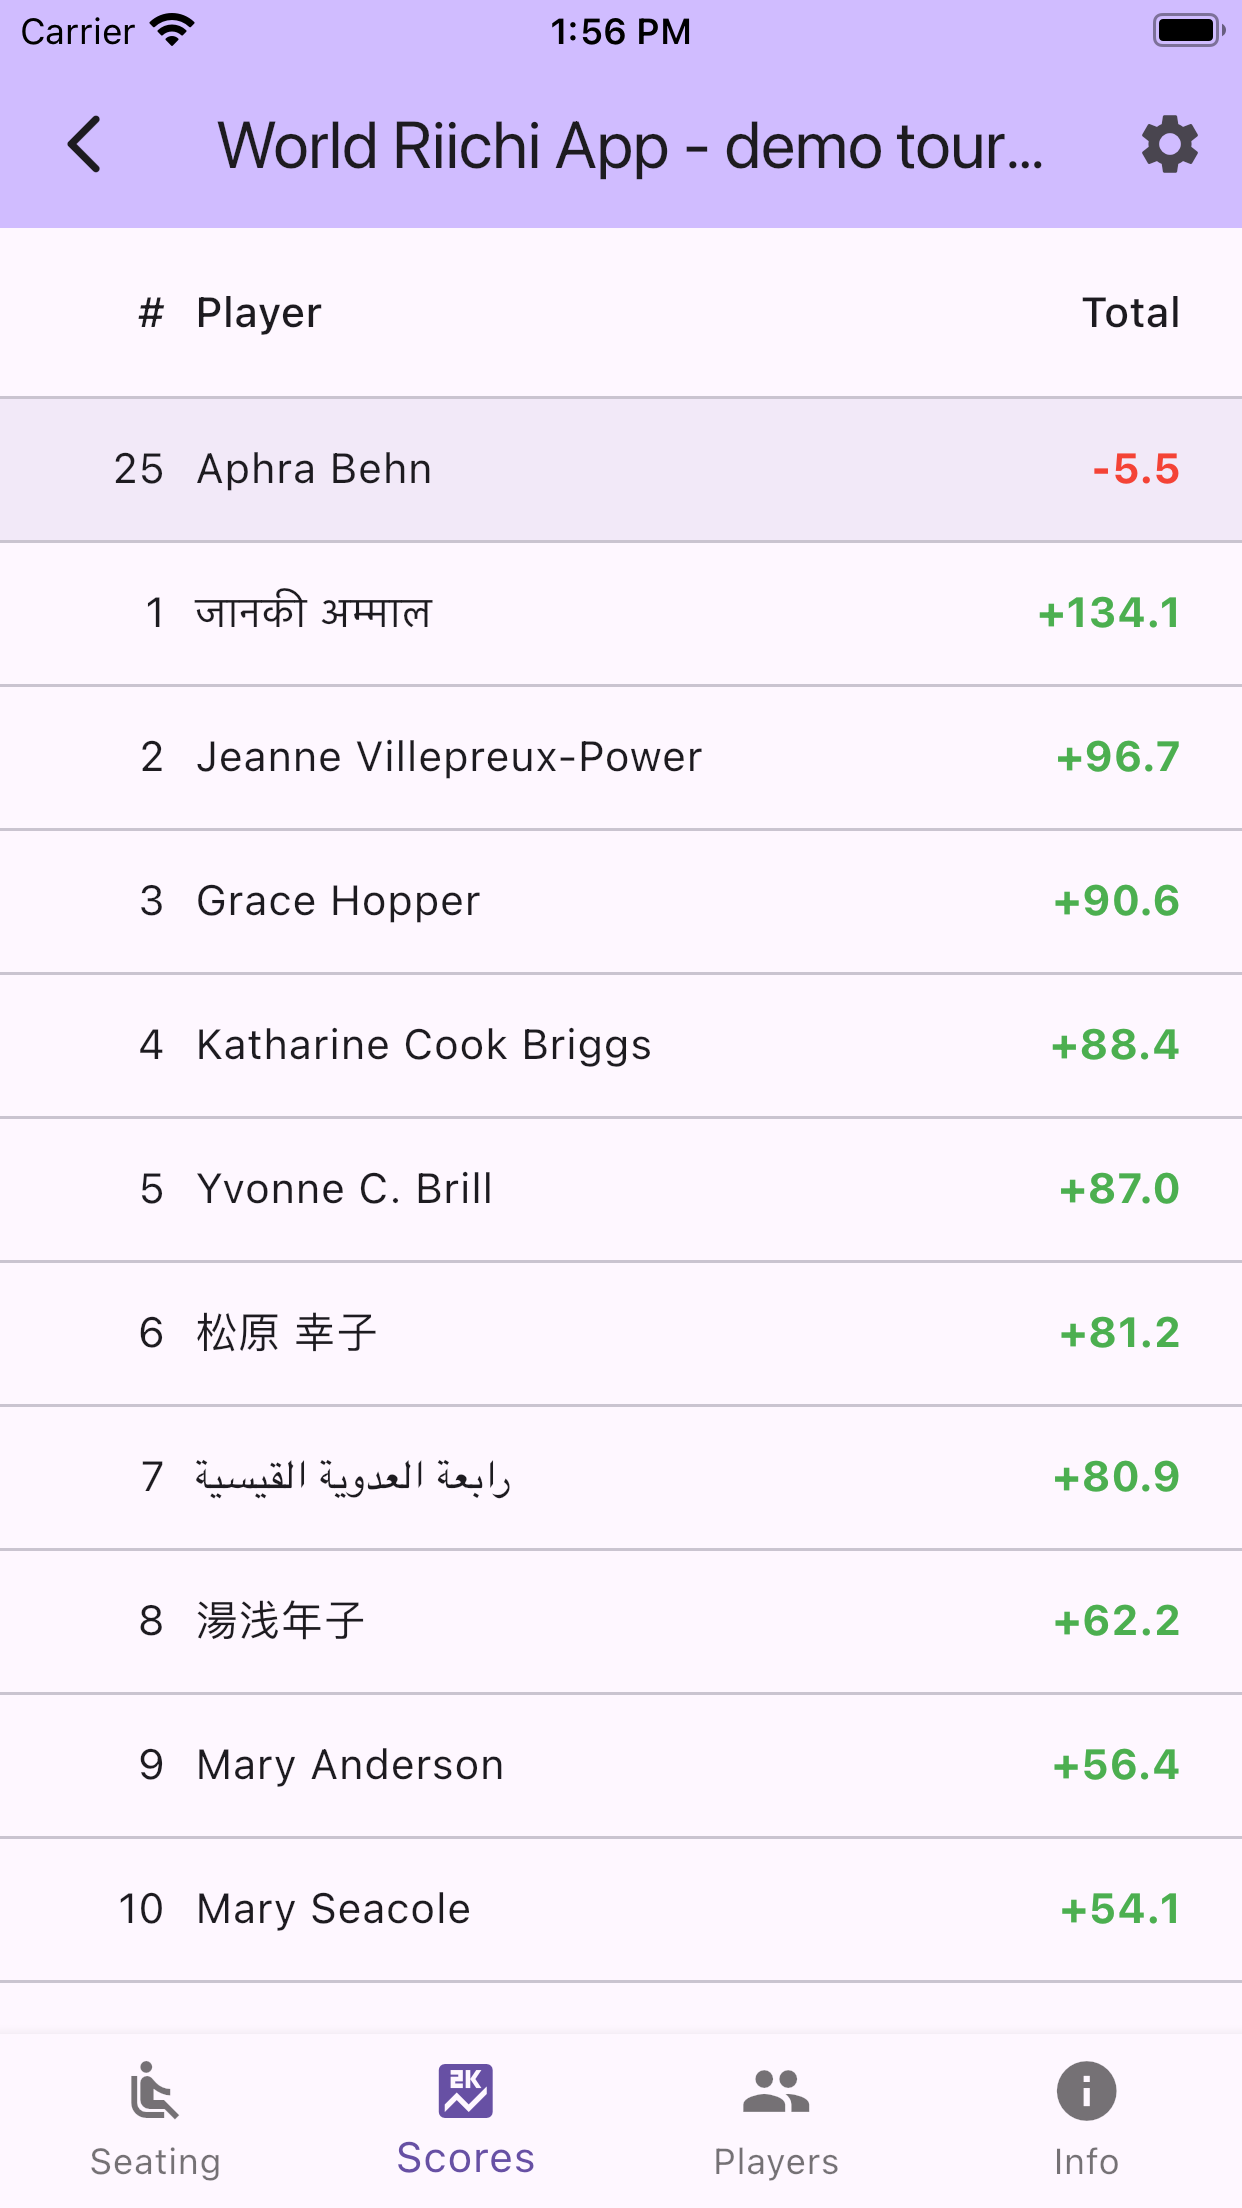 Carrier 1:56 PM
World Riichi App - demo tour...
# Player Total
25 Aphra Behn -5.5
1 जानकी अम्माल +134.1
2 Jeanne Villepreux-Power +96.7
3 Grace Hopper +90.6
4 Katharine Cook Briggs +88.4
5 Yvonne C. Brill +87.0
6 松原 幸子 +81.2
7 رابعة العدوية القيسية +80.9
8 湯浅年子 +62.2
9 Mary Anderson +56.4
10 Mary Seacole +54.1
2K
Seating Scores Players Info